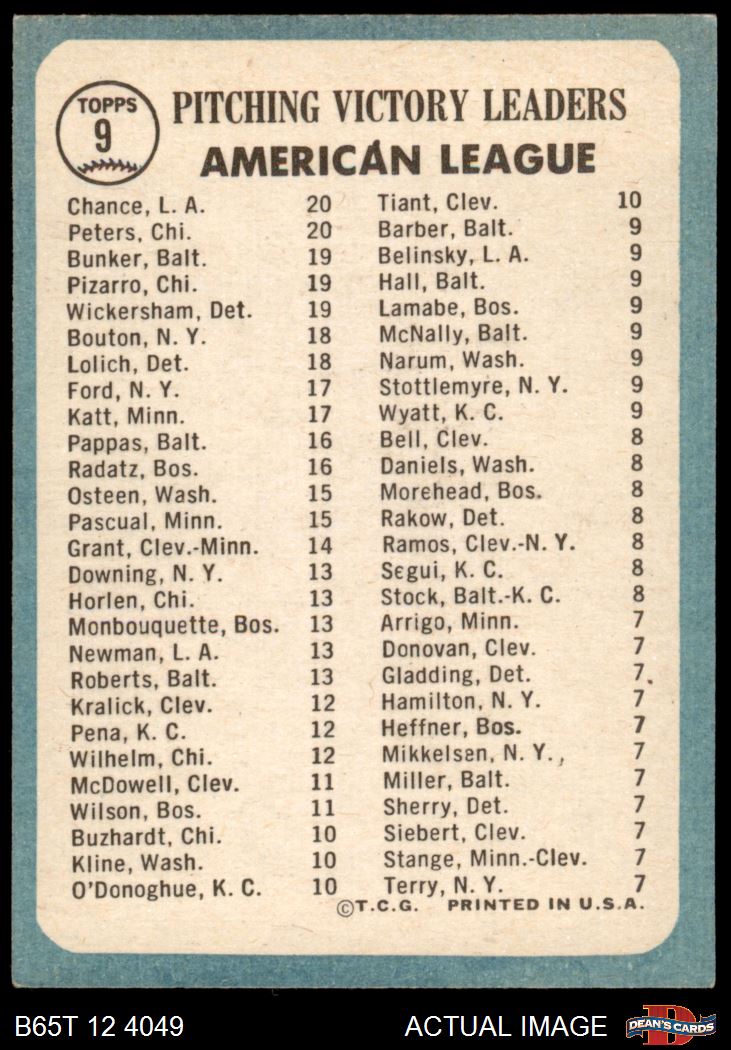 TOPPS
9
PITCHING VICTORY LEADERS
AMERICAN LEAGUE
Chance, L. A. 20
Peters, Chi. 20
Bunker, Balt. 19
Pizarro, Chi. 19
Wickersham, Det. 19
Bouton, N. Y. 18
Lolich, Det. 18
Ford, N. Y. 17
Katt, Minn. 17
Pappas, Balt. 16
Radatz, Bos. 16
Osteen, Wash. 15
Pascual, Minn. 15
Grant, Clev.-Minn. 14
Downing, N. Y. 13
Horlen, Chi. 13
Monbouquette, Bos. 13
Newman, L. A. 13
Roberts, Balt. 13
Kralick, Clev. 12
Pena, K. C. 12
Wilhelm, Chi. 12
McDowell, Clev. 11
Wilson, Bos. 11
Buzhardt, Chi. 10
Kline, Wash. 10
O'Donoghue, K. C. 10
Tiant, Clev. 10
Barber, Balt. 9
Belinsky, L. A. 9
Hall, Balt. 9
Lamabe, Bos. 9
McNally, Balt. 9
Narum, Wash. 9
Stottlemyre, N. Y. 9
Wyatt, K. C. 9
Bell, Clev. 8
Daniels, Wash. 8
Morehead, Bos. 8
Rakow, Det. 8
Ramos, Clev.-N. Y. 8
Segui, K. C. 8
Stock, Balt.-K. C. 8
Arrigo, Minn. 7
Donovan, Clev. 7
Gladding, Det. 7
Hamilton, N. Y. 7
Heffner, Bos. 7
Mikkelsen, N. Y. 7
Miller, Balt. 7
Sherry, Det. 7
Siebert, Clev. 7
Stange, Minn.-Clev. 7
Terry, N. Y. 7
©T.C.G. PRINTED IN U.S.A.
B65T 12 4049 ACTUAL IMAGE
D
DEAN'S CARDS